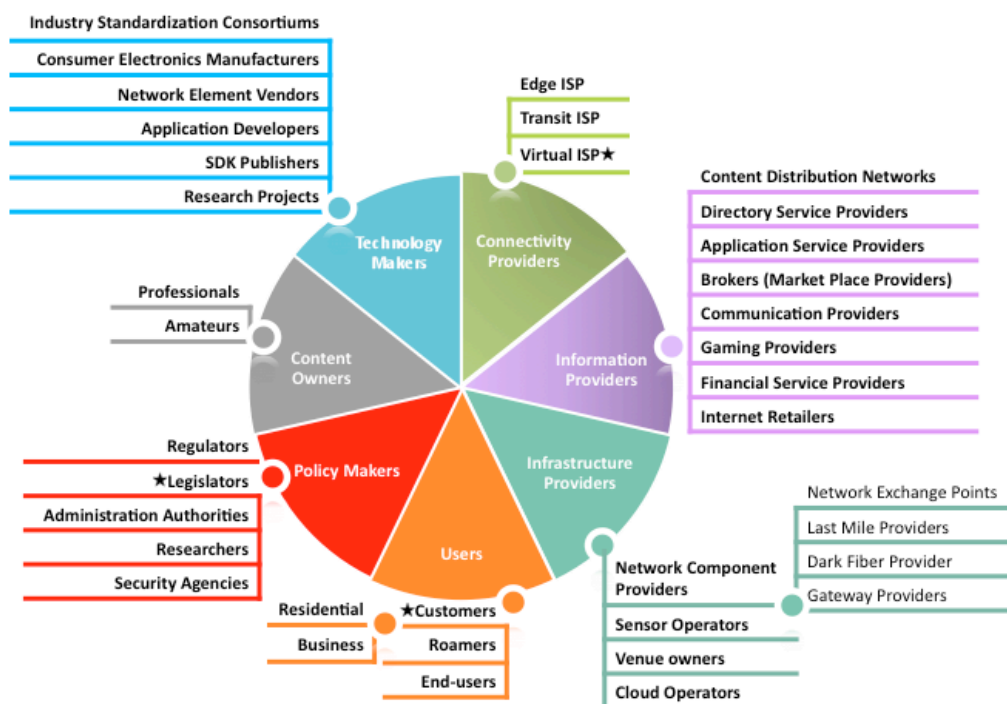 Industry Standardization Consortiums
Consumer Electronics Manufacturers
Network Element Vendors
Application Developers
SDK Publishers
Research Projects
Edge ISP
Transit ISP
Virtual ISP★
Content Distribution Networks
Directory Service Providers
Application Service Providers
Brokers (Market Place Providers)
Communication Providers
Gaming Providers
Financial Service Providers
Internet Retailers
Technology
Makers
Connectivity
Providers
Professionals
Amateurs
Content
Owners
Information
Providers
Regulators
★Legislators
Administration Authorities
Researchers
Security Agencies
Policy Makers
Users
Infrastructure
Providers
Residential
Business
★Customers
Roamers
End-users
Network Component
Providers
Sensor Operators
Venue owners
Cloud Operators
Network Exchange Points
Last Mile Providers
Dark Fiber Provider
Gateway Providers